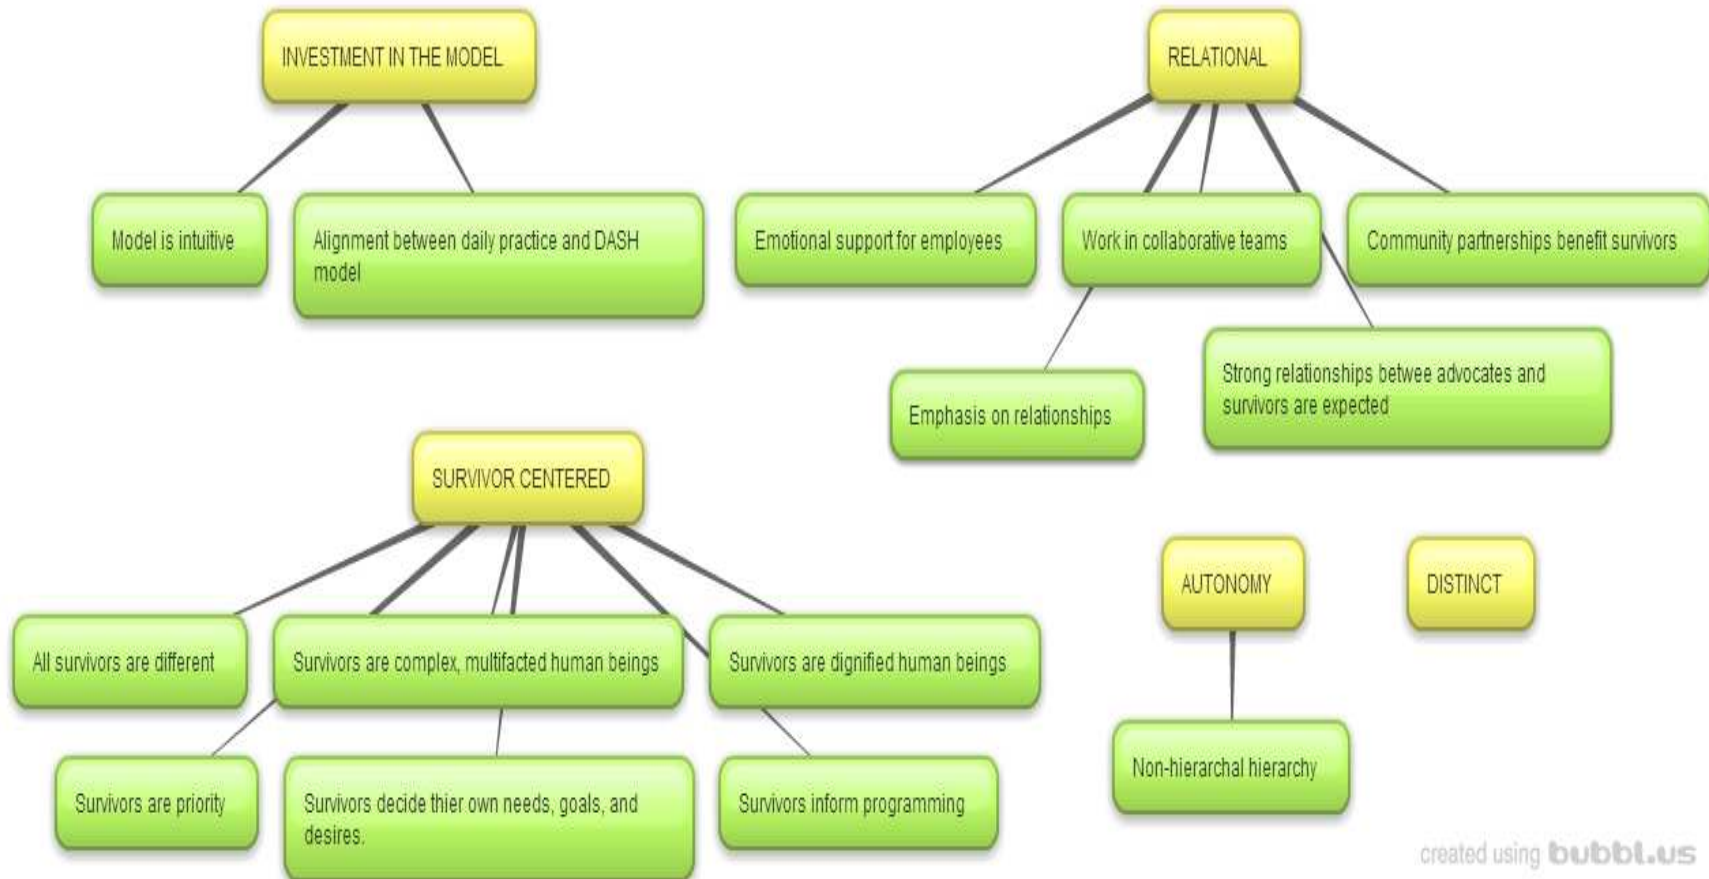 INVESTMENT IN THE MODEL
RELATIONAL
Model is intuitive
Alignment between daily practice and DASH
model
Emotional support for employees
Work in collaborative teams
Community partnerships benefit survivors
Emphasis on relationships
Strong relationships betwee advocates and
survivors are expected
SURVIVOR CENTERED
AUTONOMY
DISTINCT
All survivors are different
Survivors are complex, multifacted human beings
Survivors are dignified human beings
Survivors are priority
Survivors decide thier own needs, goals, and
desires.
Survivors inform programming
Non-hierarchal hierarchy
created using bubbl.us